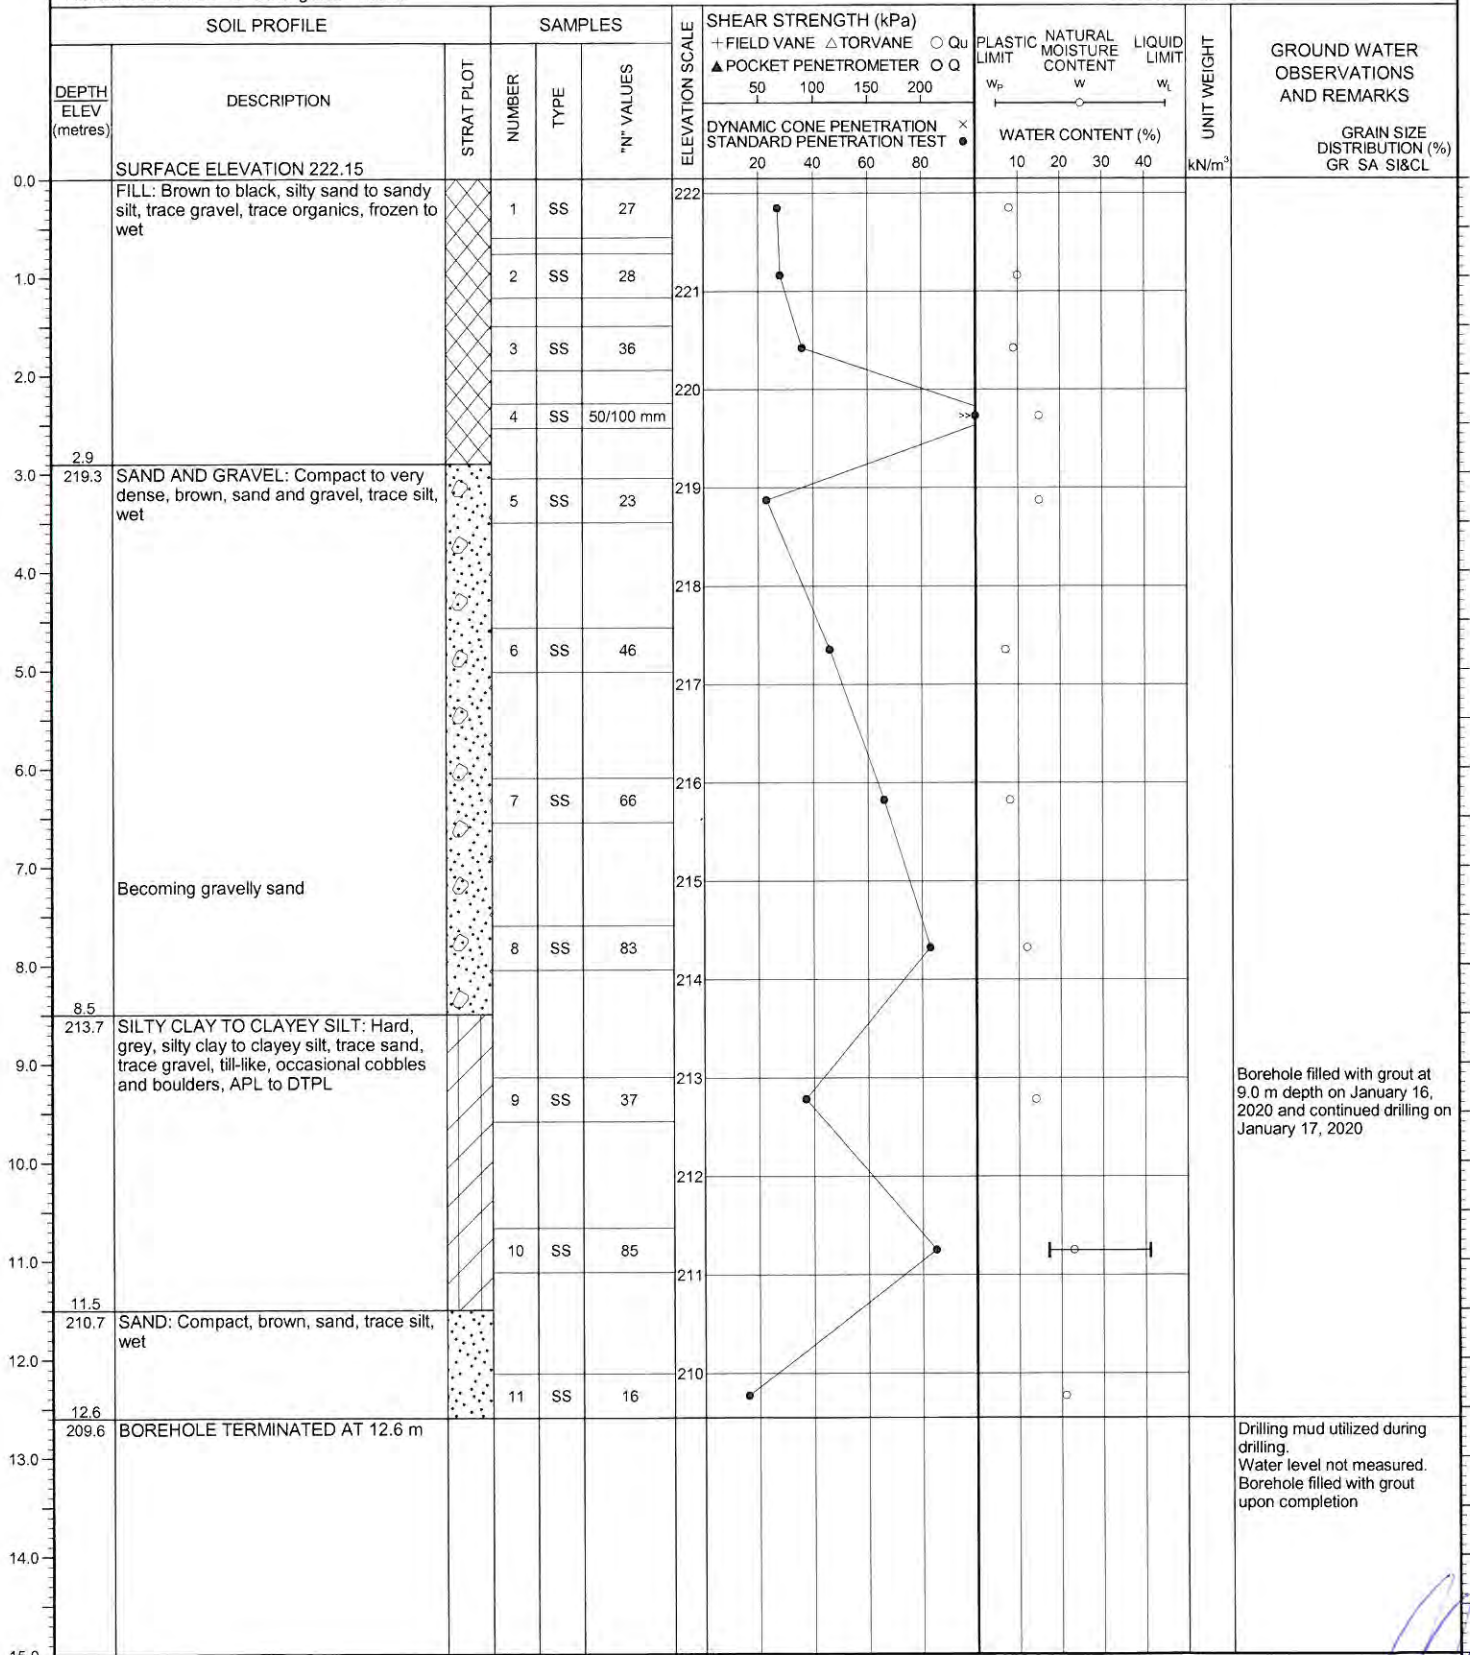 SOIL PROFILE
SAMPLES
ELEVATION SCALE
SHEAR STRENGTH (kPa)
+ FIELD VANE △ TORVANE ○ Qu
▲ POCKET PENETROMETER ○ Q
50 100 150 200
DYNAMIC CONE PENETRATION ×
STANDARD PENETRATION TEST ●
20 40 60 80
PLASTIC LIMIT
NATURAL MOISTURE CONTENT
LIQUID LIMIT
WP W WL
WATER CONTENT (%)
10 20 30 40
UNIT WEIGHT
kN/m³
GROUND WATER
OBSERVATIONS
AND REMARKS
GRAIN SIZE
DISTRIBUTION (%)
GR SA SI&CL
DEPTH
ELEV
(metres)
DESCRIPTION
STRAT PLOT
NUMBER
TYPE
"N" VALUES
SURFACE ELEVATION 222.15
0.0
FILL: Brown to black, silty sand to sandy
silt, trace gravel, trace organics, frozen to
wet
222
1 SS 27
1.0
2 SS 28
221
3 SS 36
2.0
220
4 SS 50/100 mm
>>
2.9
3.0
219.3
SAND AND GRAVEL: Compact to very
dense, brown, sand and gravel, trace silt,
wet
219
5 SS 23
4.0
218
6 SS 46
5.0
217
6.0
216
7 SS 66
7.0
Becoming gravelly sand
215
8 SS 83
8.0
214
8.5
213.7
SILTY CLAY TO CLAYEY SILT: Hard,
grey, silty clay to clayey silt, trace sand,
trace gravel, till-like, occasional cobbles
and boulders, APL to DTPL
9.0
213
9 SS 37
Borehole filled with grout at
9.0 m depth on January 16,
2020 and continued drilling on
January 17, 2020
10.0
212
10 SS 85
11.0
211
11.5
210.7
SAND: Compact, brown, sand, trace silt,
wet
12.0
210
11 SS 16
12.6
209.6
BOREHOLE TERMINATED AT 12.6 m
Drilling mud utilized during
drilling.
Water level not measured.
Borehole filled with grout
upon completion
13.0
14.0